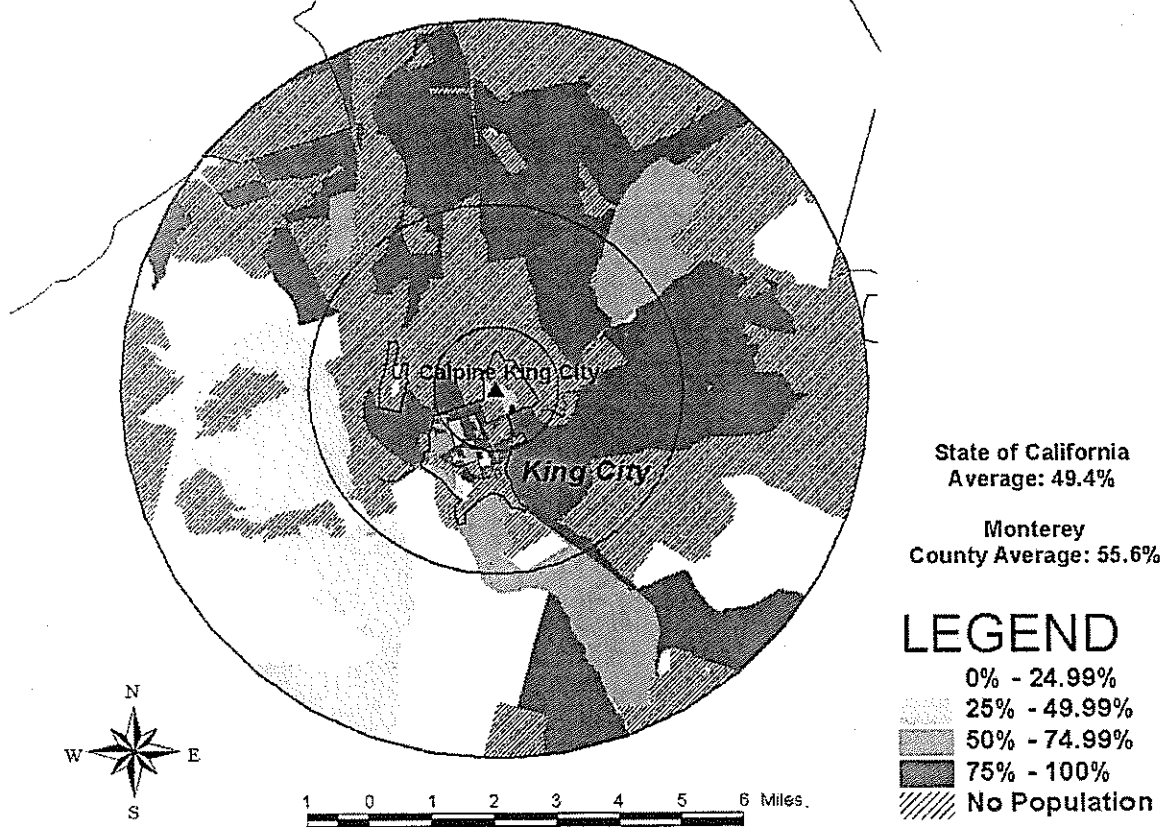 Calpine King City
King City
State of California
Average: 49.4%
Monterey
County Average: 55.6%
LEGEND
0% - 24.99%
25% - 49.99%
50% - 74.99%
75% - 100%
No Population
N
W E
S
1 0 1 2 3 4 5 6 Miles.